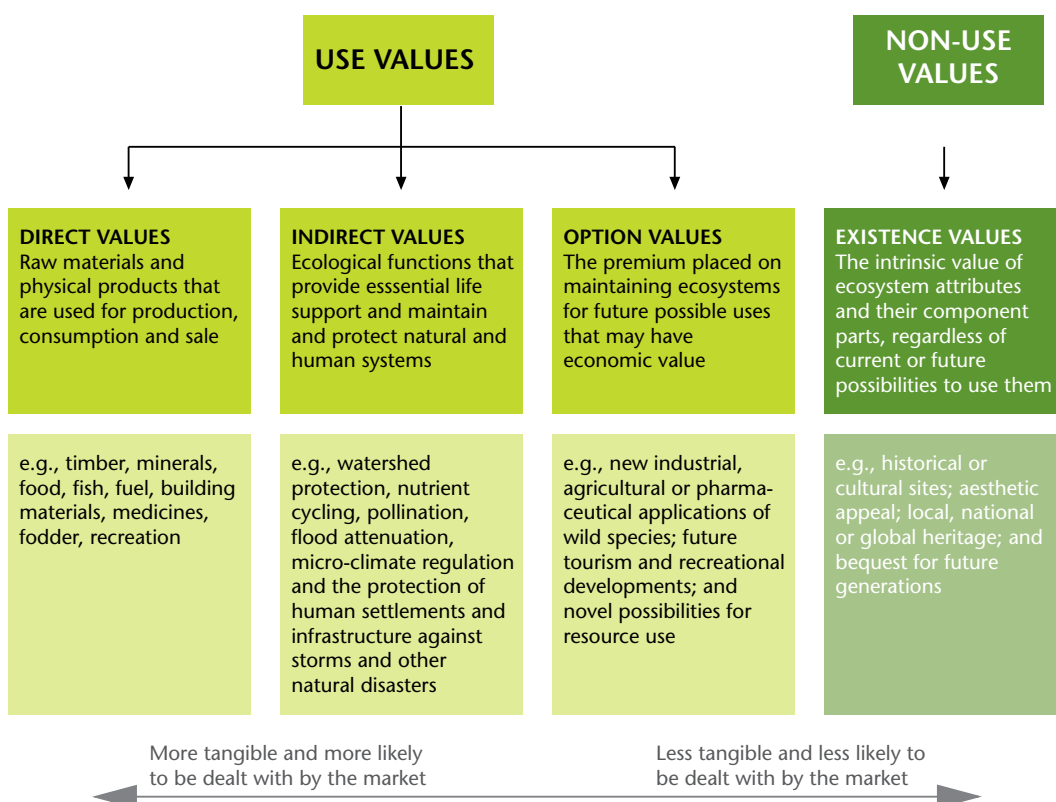 USE VALUES
NON-USE
VALUES
DIRECT VALUES
Raw materials and
physical products that
are used for production,
consumption and sale
INDIRECT VALUES
Ecological functions that
provide esssential life
support and maintain
and protect natural and
human systems
OPTION VALUES
The premium placed on
maintaining ecosystems
for future possible uses
that may have
economic value
EXISTENCE VALUES
The intrinsic value of
ecosystem attributes
and their component
parts, regardless of
current or future
possibilities to use them
e.g., timber, minerals,
food, fish, fuel, building
materials, medicines,
fodder, recreation
e.g., watershed
protection, nutrient
cycling, pollination,
flood attenuation,
micro-climate regulation
and the protection of
human settlements and
infrastructure against
storms and other
natural disasters
e.g., new industrial,
agricultural or pharma-
ceutical applications of
wild species; future
tourism and recreational
developments; and
novel possibilities for
resource use
e.g., historical or
cultural sites; aesthetic
appeal; local, national
or global heritage; and
bequest for future
generations
More tangible and more likely
to be dealt with by the market
Less tangible and less likely to
be dealt with by the market